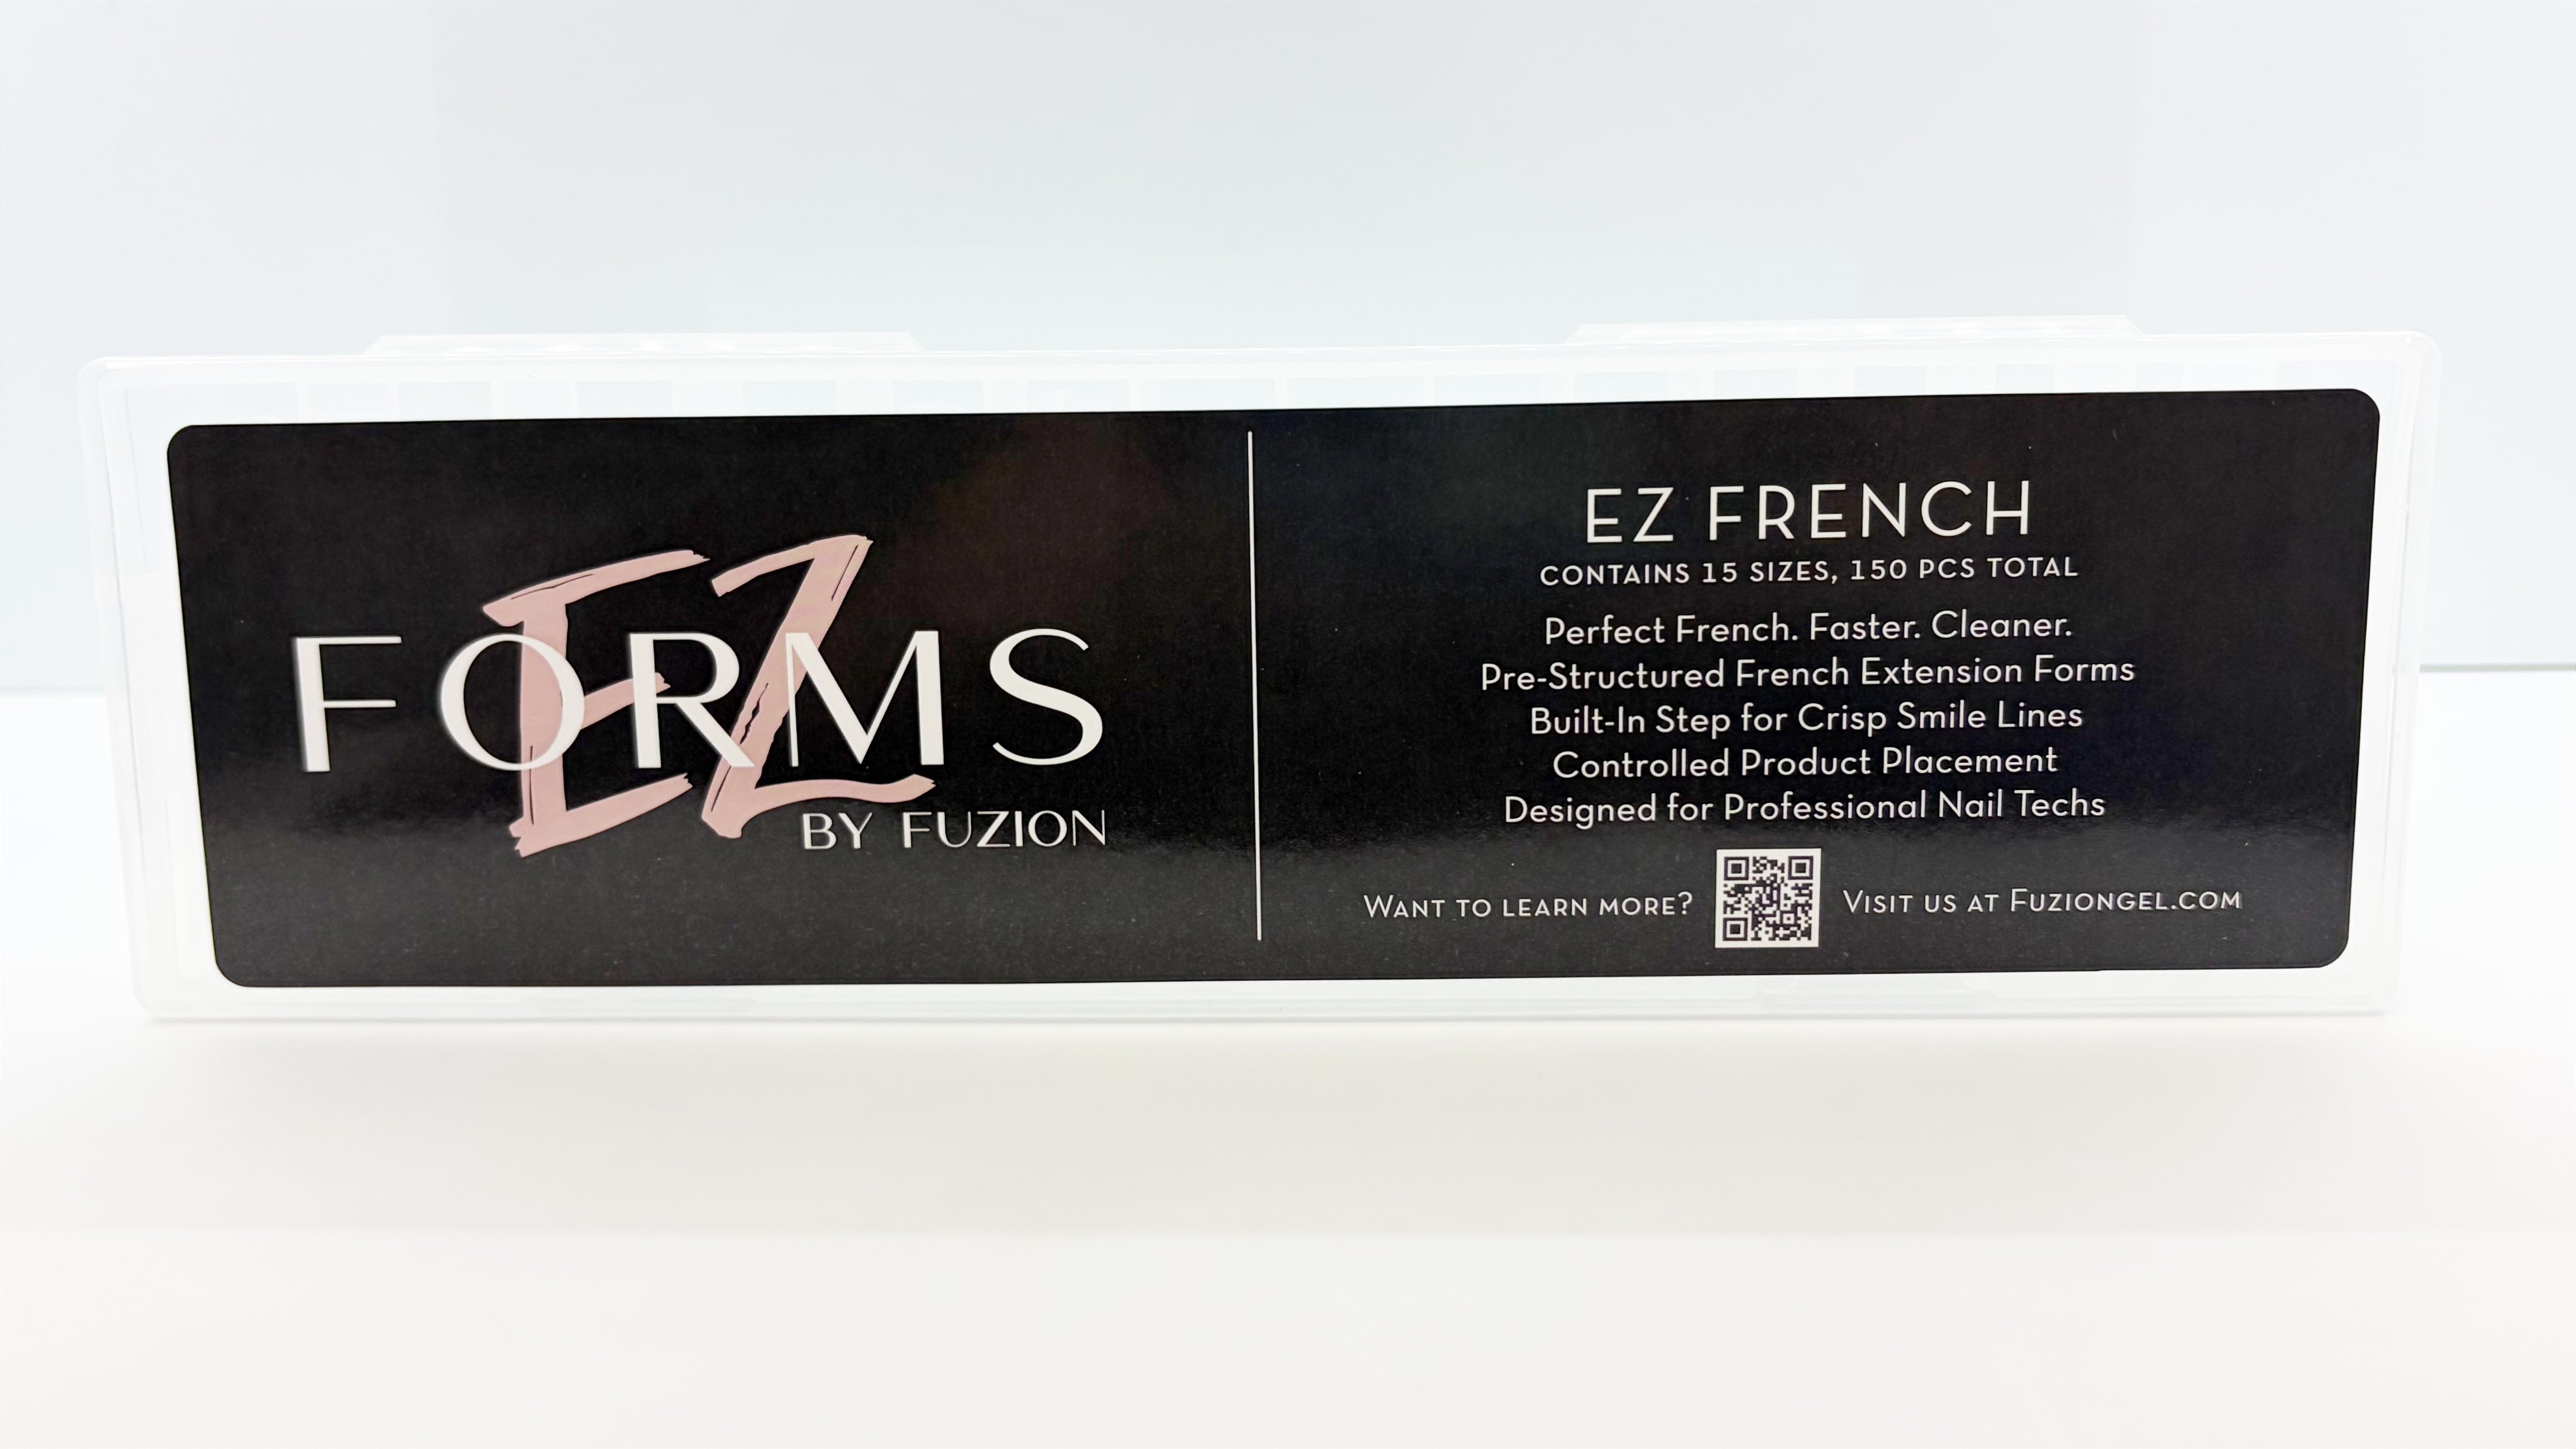 EZ
FORMS
BY FUZION
EZ FRENCH
CONTAINS 15 SIZES, 150 PCS TOTAL
Perfect French. Faster. Cleaner.
Pre-Structured French Extension Forms
Built-In Step for Crisp Smile Lines
Controlled Product Placement
Designed for Professional Nail Techs
WANT TO LEARN MORE? VISIT US AT FUZIONGEL.COM